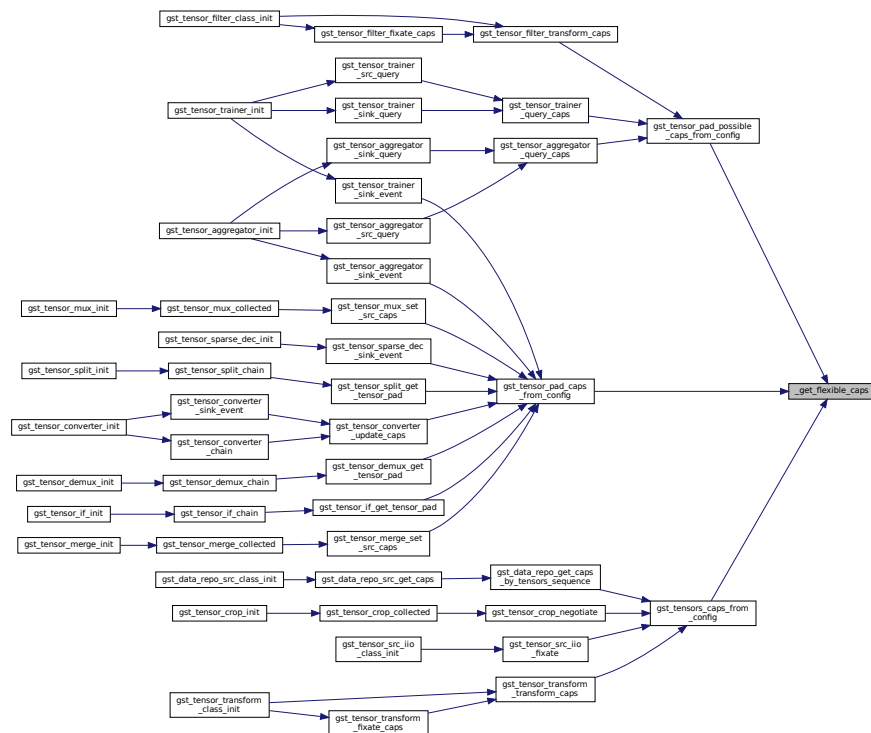 gst_tensor_filter_class_init
gst_tensor_filter_fixate_caps
gst_tensor_filter_transform_caps
gst_tensor_trainer
_src_query
gst_tensor_trainer_init
gst_tensor_trainer
_sink_query
gst_tensor_trainer
_query_caps
gst_tensor_pad_possible
_caps_from_config
gst_tensor_aggregator
_sink_query
gst_tensor_aggregator
_query_caps
gst_tensor_trainer
_sink_event
gst_tensor_aggregator_init
gst_tensor_aggregator
_src_query
gst_tensor_aggregator
_sink_event
gst_tensor_mux_init
gst_tensor_mux_collected
gst_tensor_mux_set
_src_caps
gst_tensor_sparse_dec_init
gst_tensor_sparse_dec
_sink_event
gst_tensor_split_init
gst_tensor_split_chain
gst_tensor_split_get
_tensor_pad
gst_tensor_pad_caps
_from_config
_get_flexible_caps
gst_tensor_converter
_sink_event
gst_tensor_converter_init
gst_tensor_converter
_chain
gst_tensor_converter
_update_caps
gst_tensor_demux_init
gst_tensor_demux_chain
gst_tensor_demux_get
_tensor_pad
gst_tensor_if_init
gst_tensor_if_chain
gst_tensor_if_get_tensor_pad
gst_tensor_merge_init
gst_tensor_merge_collected
gst_tensor_merge_set
_src_caps
gst_data_repo_src_class_init
gst_data_repo_src_get_caps
gst_data_repo_get_caps
_by_tensors_sequence
gst_tensor_crop_init
gst_tensor_crop_collected
gst_tensor_crop_negotiate
gst_tensors_caps_from
_config
gst_tensor_src_iio
_class_init
gst_tensor_src_iio
_fixate
gst_tensor_transform
_transform_caps
gst_tensor_transform
_class_init
gst_tensor_transform
_fixate_caps